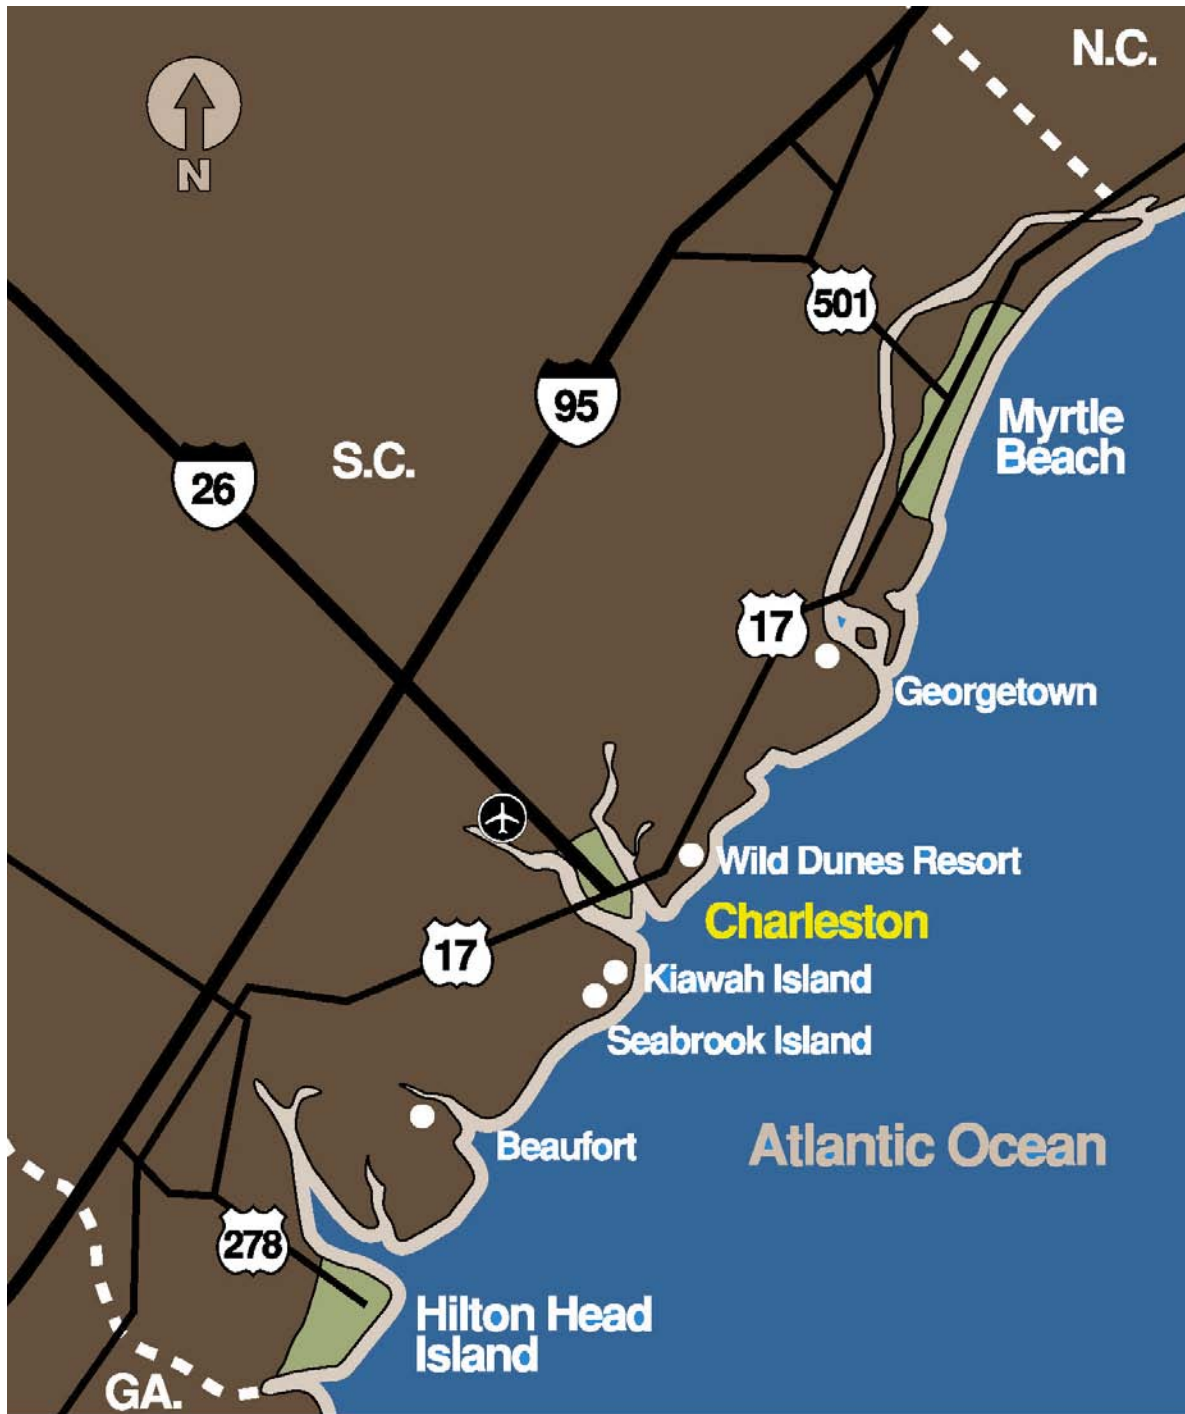 N.C.
N
501
95
Myrtle
Beach
S.C.
26
17
Georgetown
Wild Dunes Resort
Charleston
17
Kiawah Island
Seabrook Island
Beaufort
Atlantic Ocean
278
Hilton Head
Island
GA.